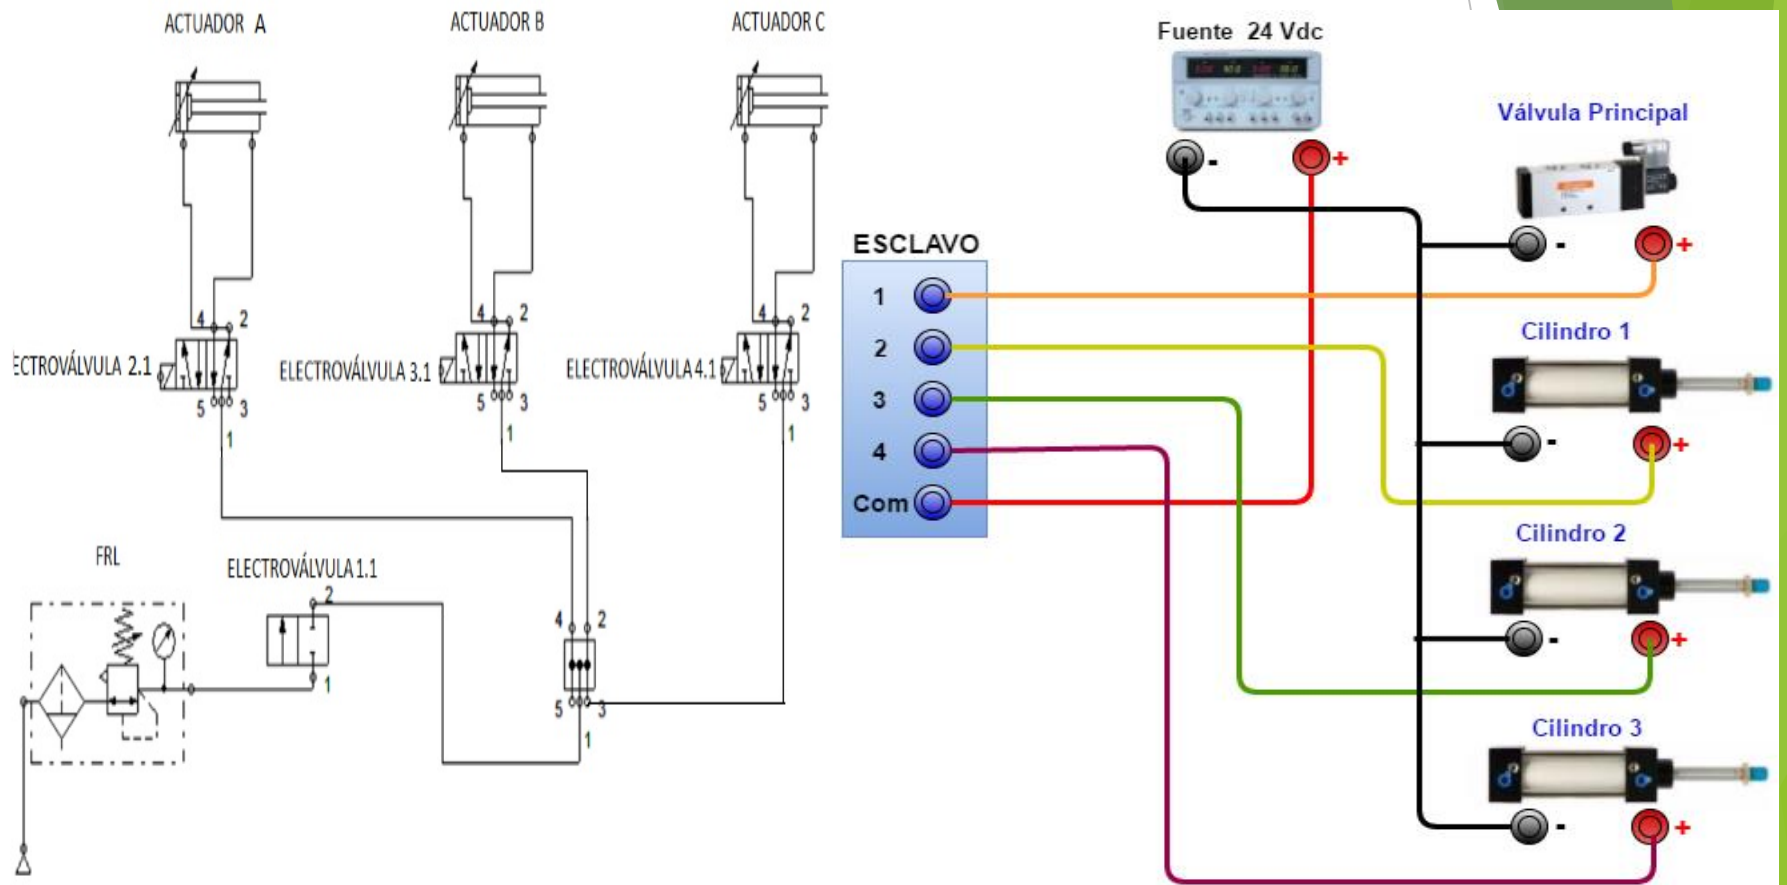 ACTUADOR A
ACTUADOR B
ACTUADOR C
4 2
4 2
4 2
ECTROVÁLVULA 2.1
ELECTROVÁLVULA 3.1
ELECTROVÁLVULA 4.1
5 3
5 3
5 3
1
1
1
FRL
ELECTROVÁLVULA 1.1
2
1
4 2
5 3
1
Fuente 24 Vdc
- +
ESCLAVO
1
2
3
4
Com
Válvula Principal
- +
Cilindro 1
- +
Cilindro 2
- +
Cilindro 3
- +